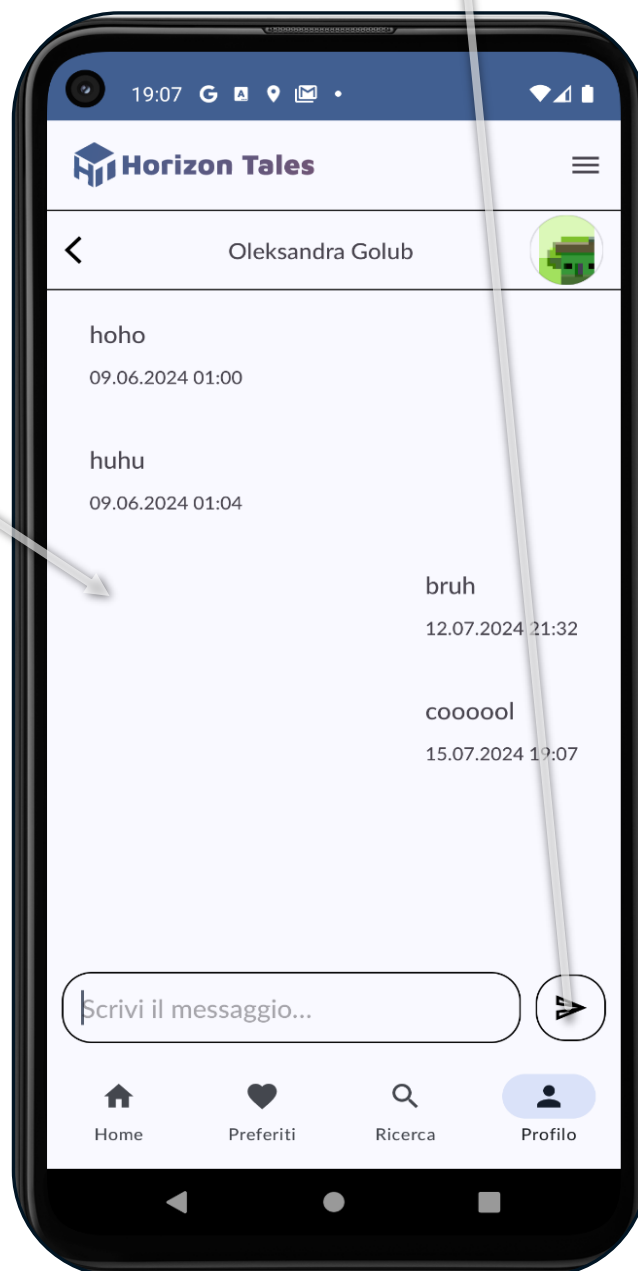 19:07
Horizon Tales
Oleksandra Golub
hoho
09.06.2024 01:00
huhu
09.06.2024 01:04
bruh
12.07.2024 21:32
coooool
15.07.2024 19:07
Scrivi il messaggio...
Home Preferiti Ricerca Profilo